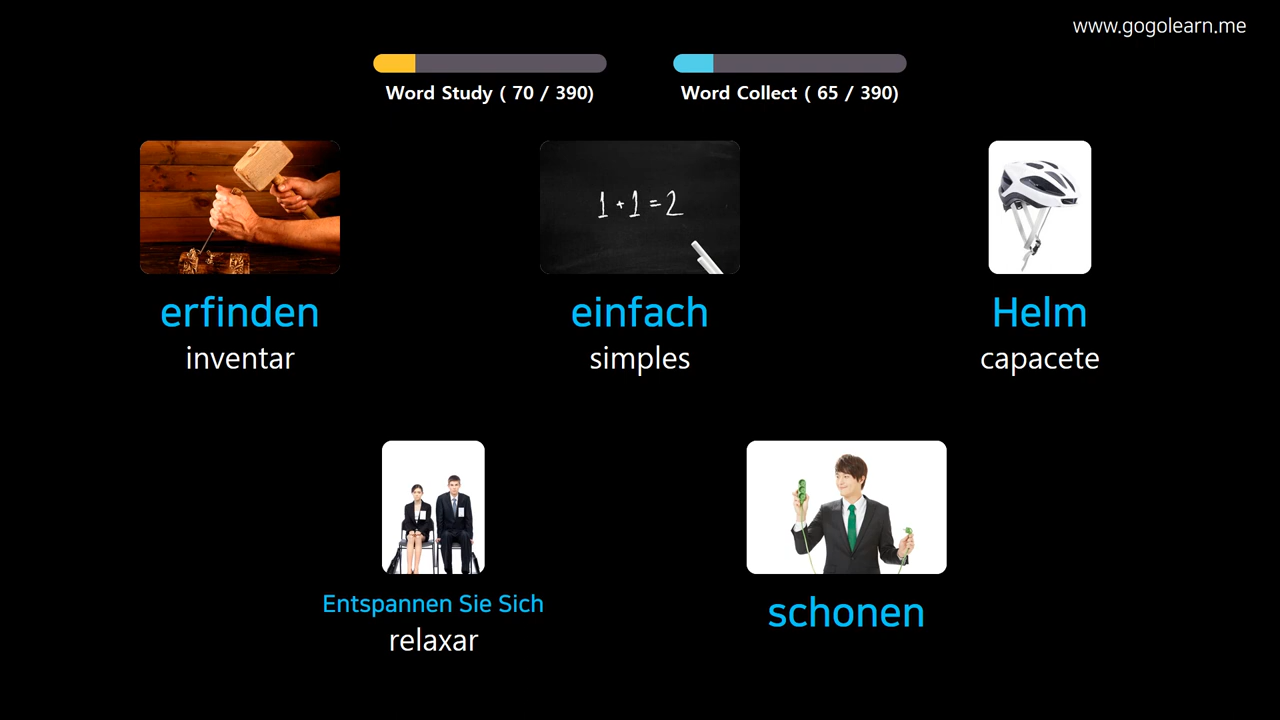 www.gogolearn.me
Word Study ( 70 / 390)
Word Collect ( 65 / 390)
1 + 1 = 2
erfinden
inventar
einfach
simples
Helm
capacete
Entspannen Sie Sich
relaxar
schonen